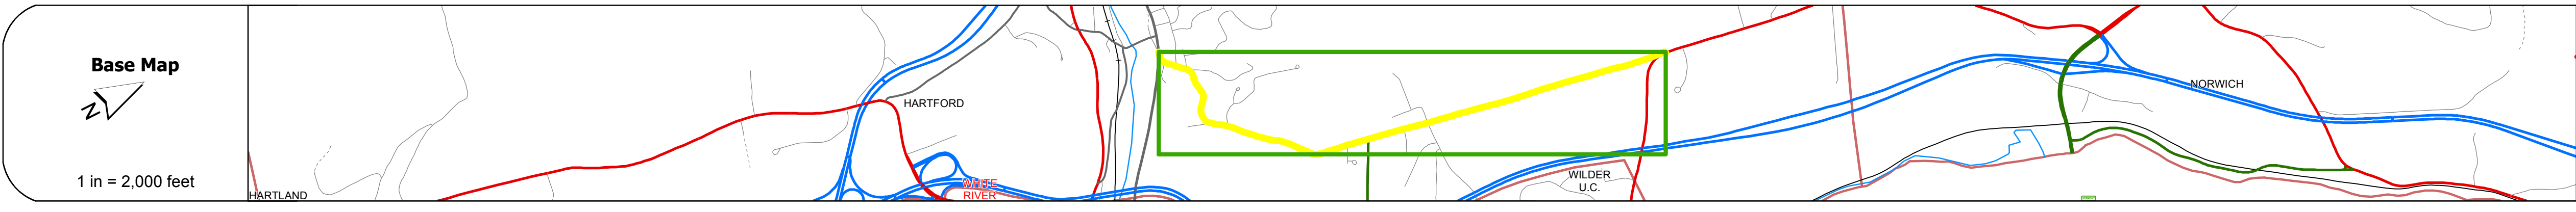 Base Map
N
1 in = 2,000 feet
HARTLAND
HARTFORD
WHITE
RIVER
WILDER
U.C.
NORWICH